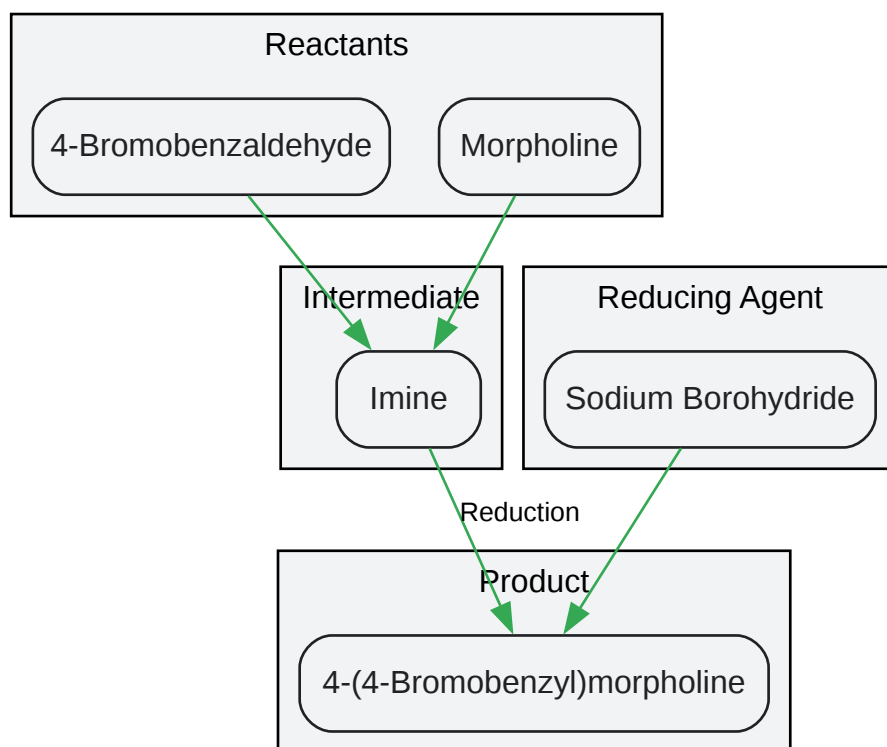 Reactants
4-Bromobenzaldehyde
Morpholine
Intermediate
Reducing Agent
Imine
Sodium Borohydride
Reduction
Product
4-(4-Bromobenzyl)morpholine